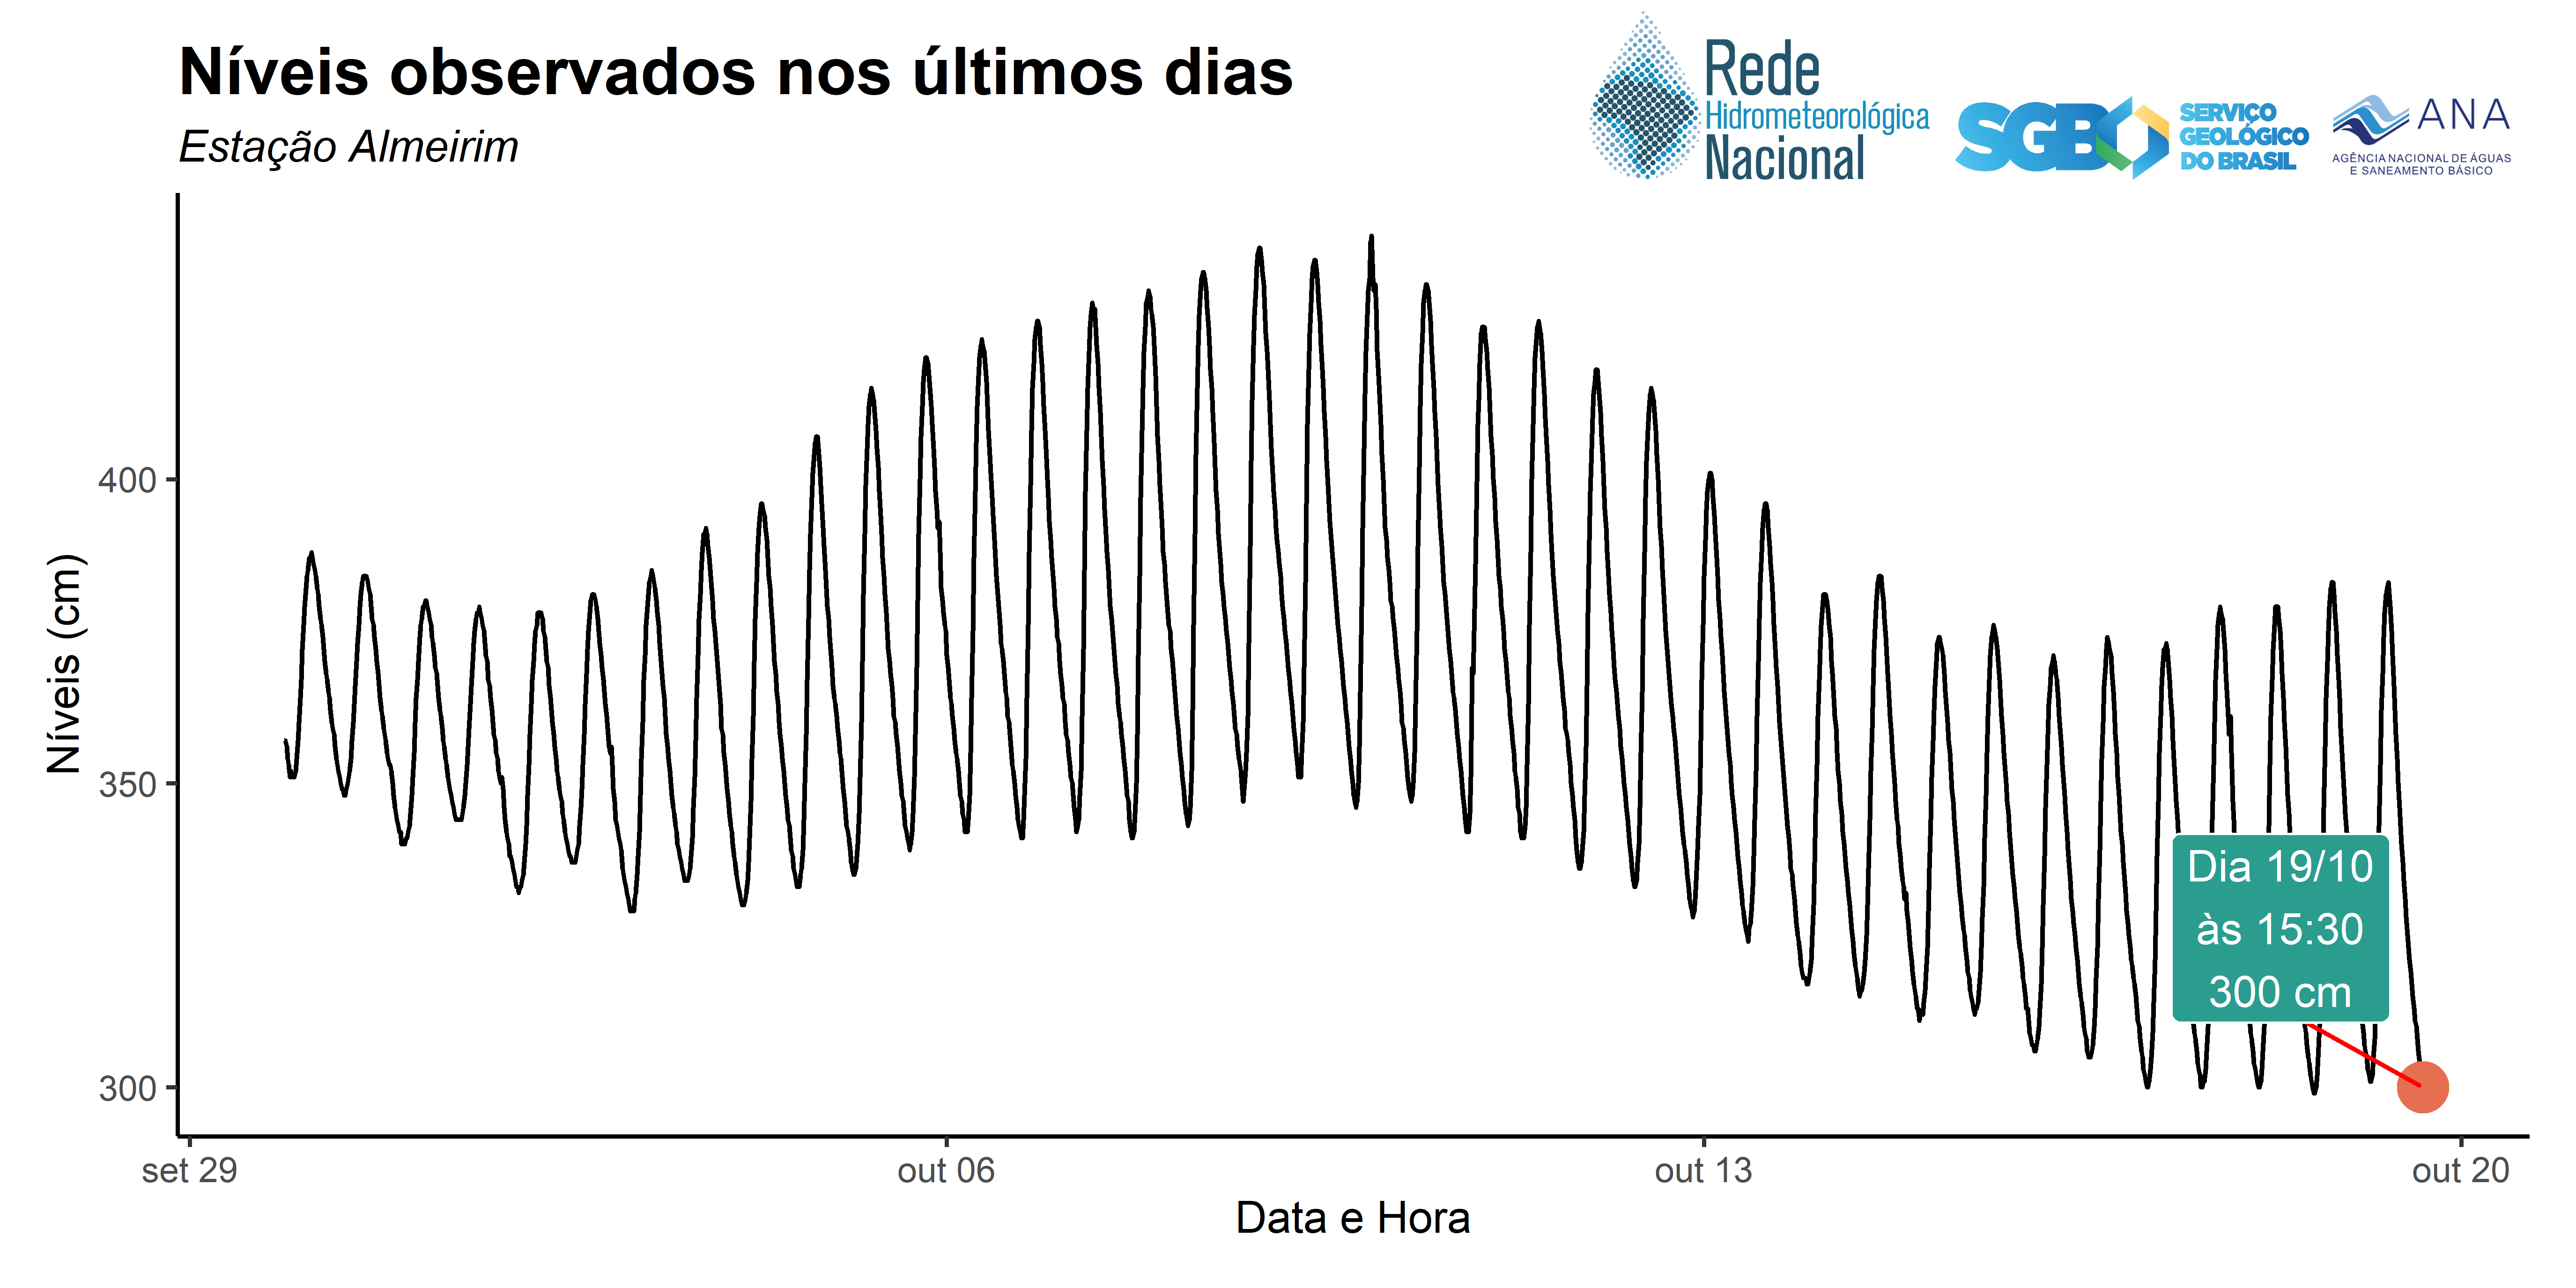 Níveis observados nos últimos dias
Estação Almeirim
Rede
Hidrometeorológica
Nacional
SGB
SERVIÇO
GEOLÓGICO
DO BRASIL
ANA
AGÊNCIA NACIONAL DE ÁGUAS
E SANEAMENTO BÁSICO
Níveis (cm)
400
350
300
Dia 19/10
às 15:30
300 cm
set 29
out 06
out 13
out 20
Data e Hora